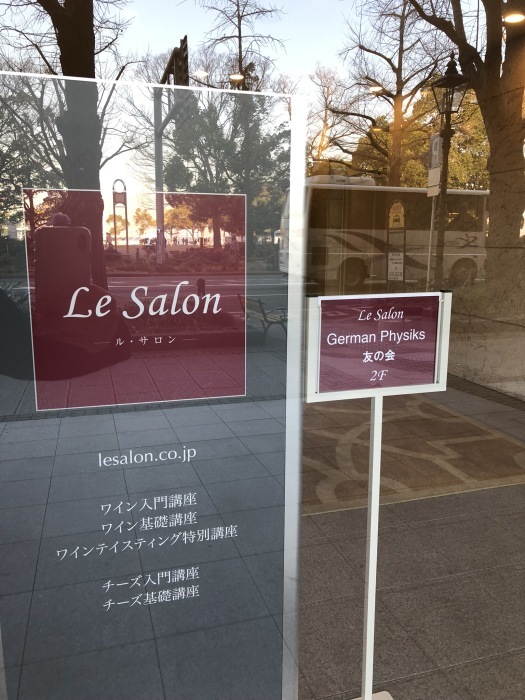 Le Salon
ル・サロン
lesalon.co.jp
ワイン入門講座
ワイン基礎講座
ワインテイスティング特別講座
チーズ入門講座
チーズ基礎講座
Le Salon
German Physiks
友の会
2F